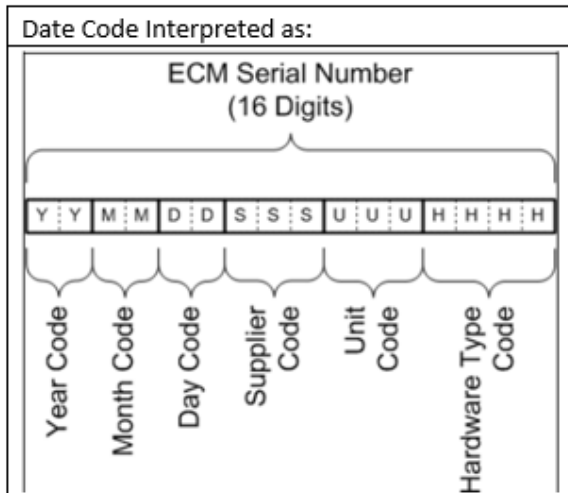 Date Code Interpreted as:
ECM Serial Number
(16 Digits)
Y Y M M D D S S S U U U H H H H
Year Code
Month Code
Day Code
Supplier
Code
Unit
Code
Hardware Type
Code